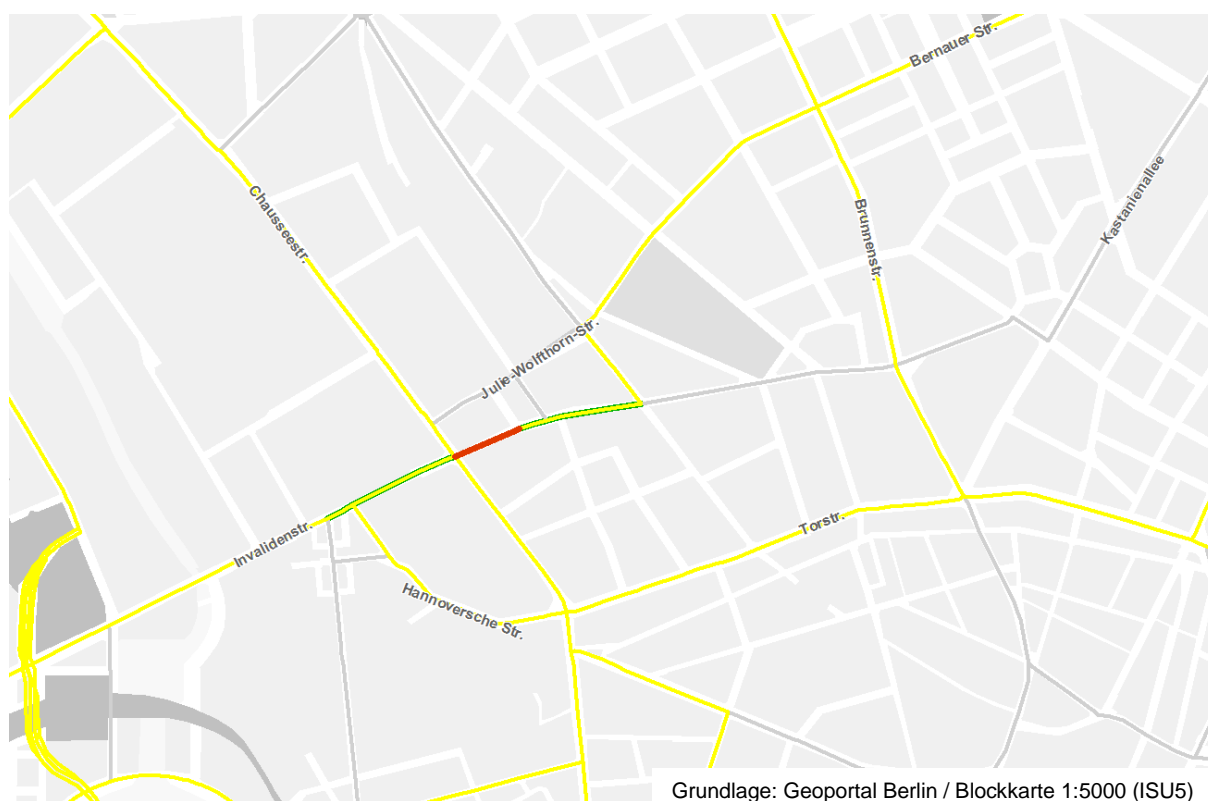 Bernauer Str.
Kastanienallee
Chausseestr.
Brunnenstr.
Julie-Wolfthorn-Str.
Torstr.
Invalidenstr.
Hannoversche Str.
Grundlage: Geoportal Berlin / Blockkarte 1:5000 (ISU5)